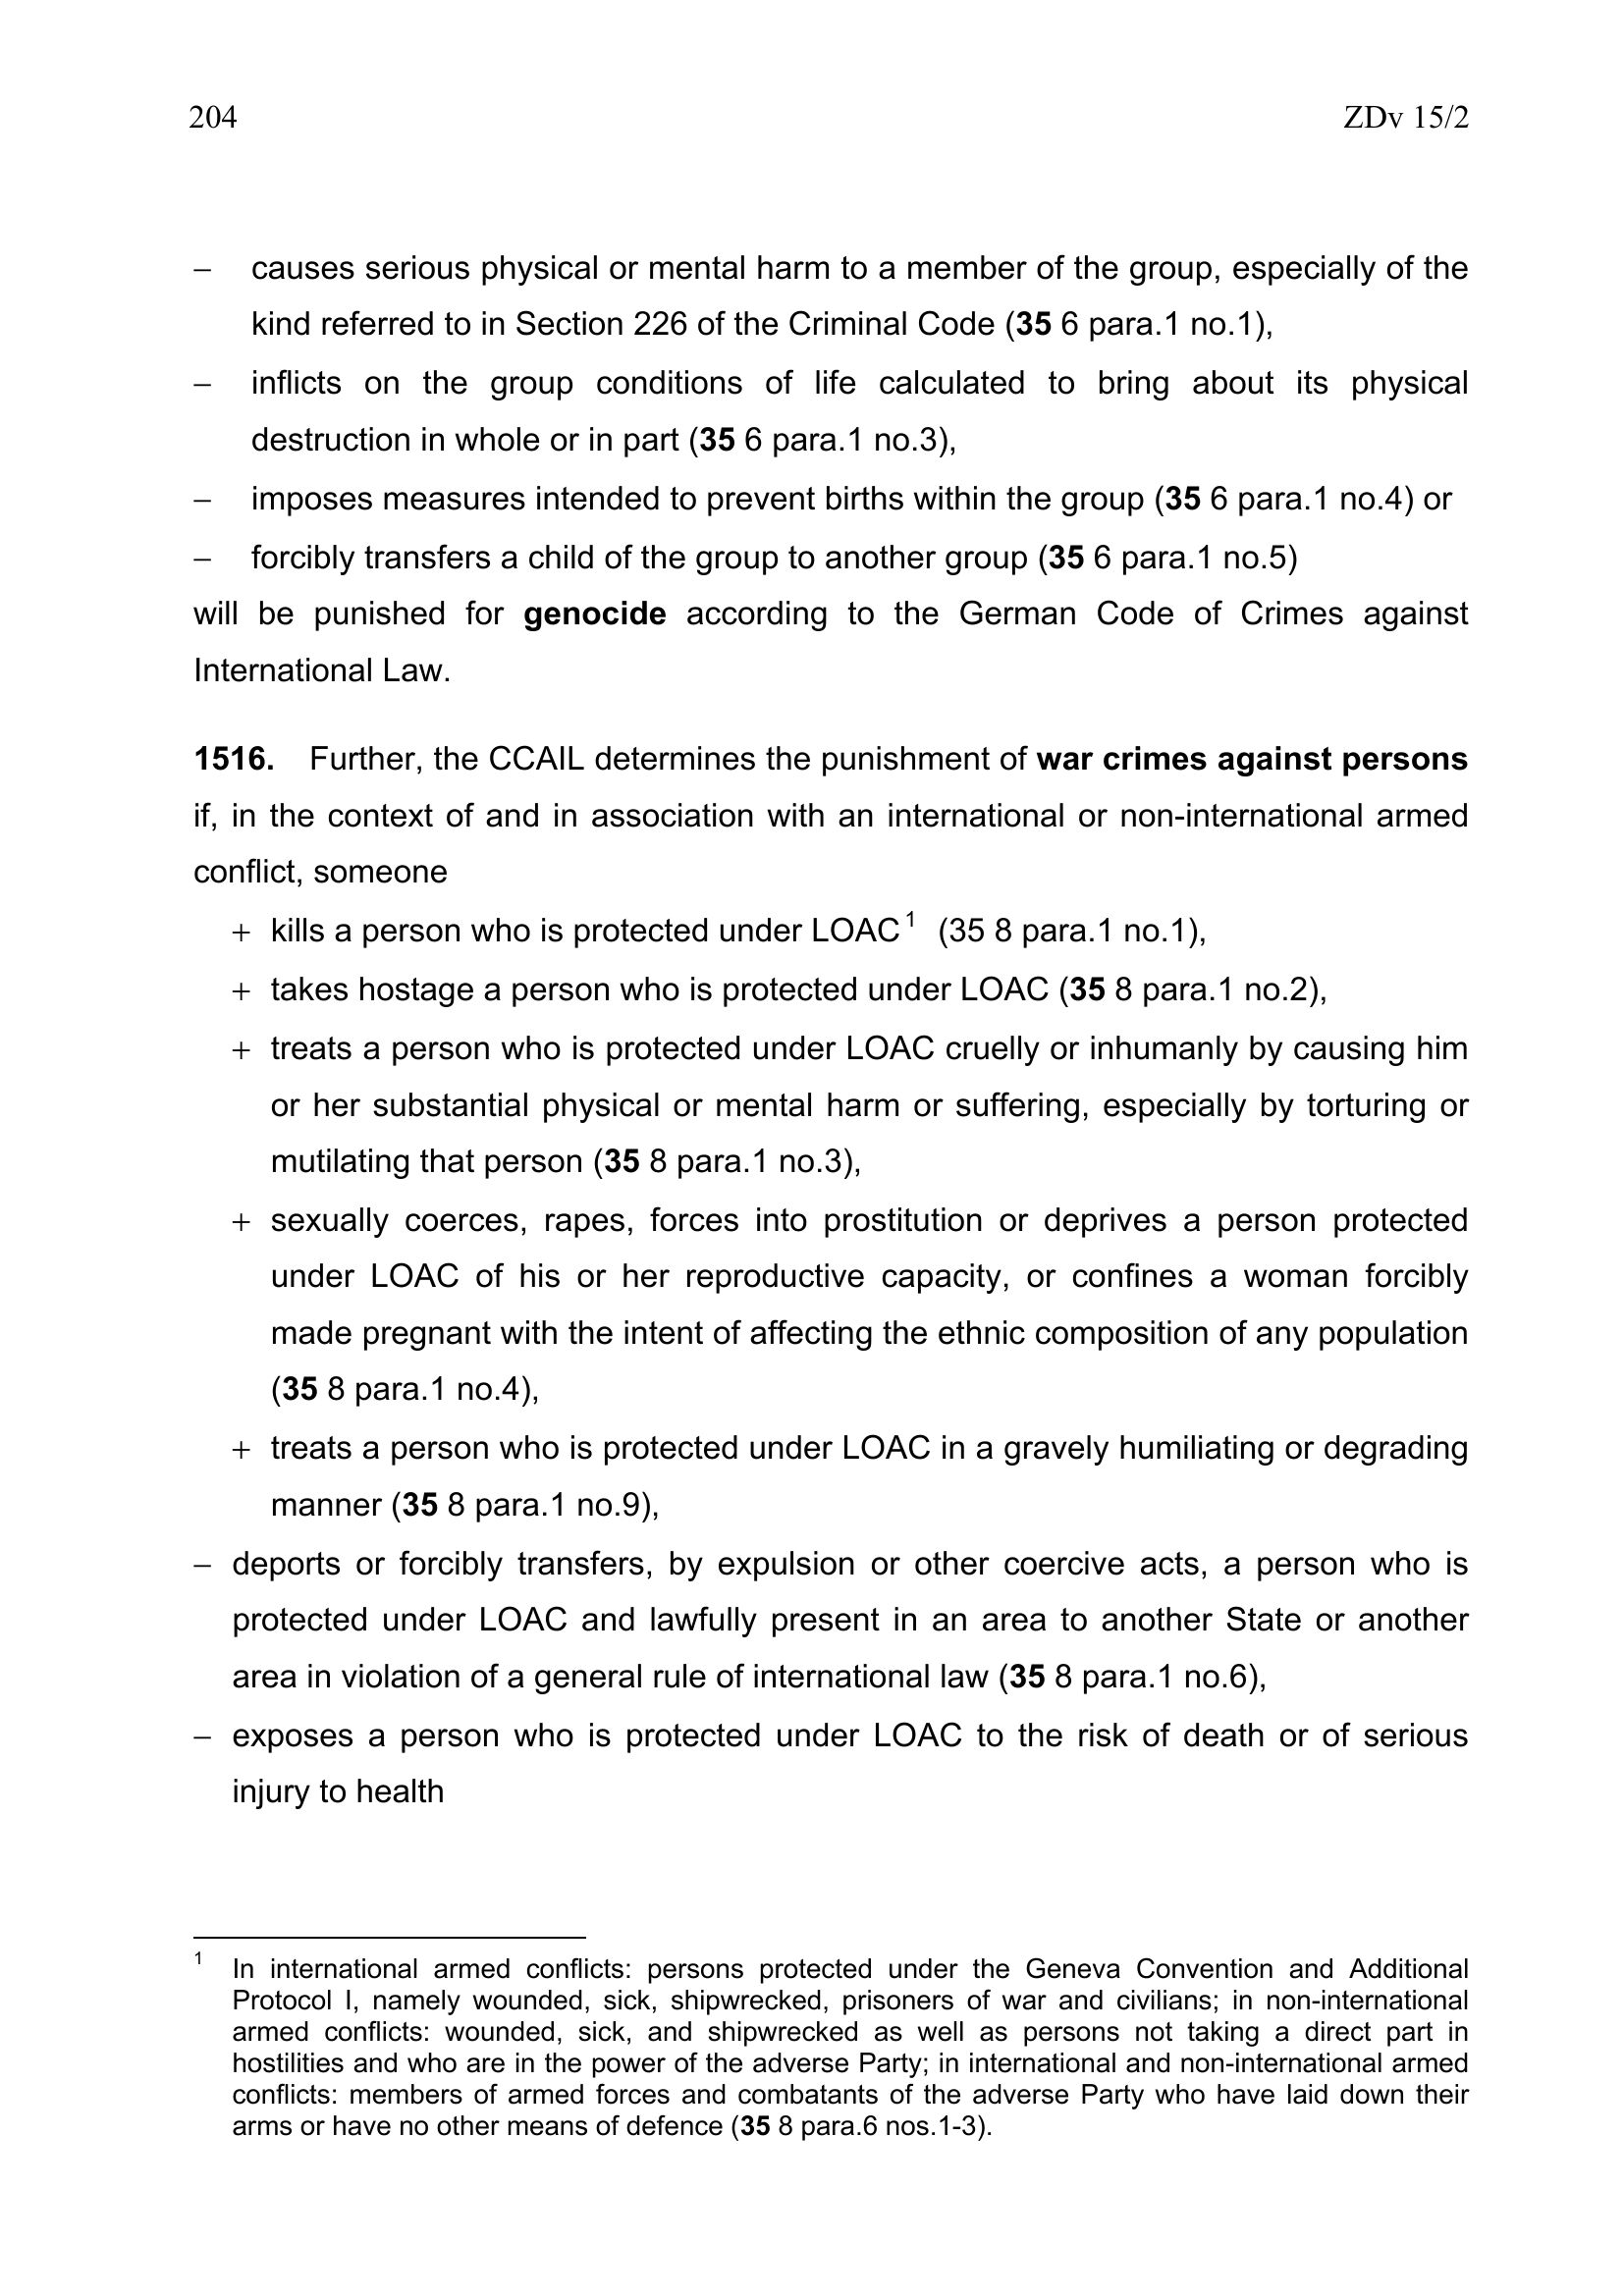 204 ZDv 15/2
– causes serious physical or mental harm to a member of the group, especially of the
kind referred to in Section 226 of the Criminal Code (35 6 para.1 no.1),
– inflicts on the group conditions of life calculated to bring about its physical
destruction in whole or in part (35 6 para.1 no.3),
– imposes measures intended to prevent births within the group (35 6 para.1 no.4) or
– forcibly transfers a child of the group to another group (35 6 para.1 no.5)
will be punished for genocide according to the German Code of Crimes against
International Law.
1516. Further, the CCAIL determines the punishment of war crimes against persons
if, in the context of and in association with an international or non-international armed
conflict, someone
+ kills a person who is protected under LOAC 1 (35 8 para.1 no.1),
+ takes hostage a person who is protected under LOAC (35 8 para.1 no.2),
+ treats a person who is protected under LOAC cruelly or inhumanly by causing him
or her substantial physical or mental harm or suffering, especially by torturing or
mutilating that person (35 8 para.1 no.3),
+ sexually coerces, rapes, forces into prostitution or deprives a person protected
under LOAC of his or her reproductive capacity, or confines a woman forcibly
made pregnant with the intent of affecting the ethnic composition of any population
(35 8 para.1 no.4),
+ treats a person who is protected under LOAC in a gravely humiliating or degrading
manner (35 8 para.1 no.9),
– deports or forcibly transfers, by expulsion or other coercive acts, a person who is
protected under LOAC and lawfully present in an area to another State or another
area in violation of a general rule of international law (35 8 para.1 no.6),
– exposes a person who is protected under LOAC to the risk of death or of serious
injury to health
1 In international armed conflicts: persons protected under the Geneva Convention and Additional
Protocol I, namely wounded, sick, shipwrecked, prisoners of war and civilians; in non-international
armed conflicts: wounded, sick, and shipwrecked as well as persons not taking a direct part in
hostilities and who are in the power of the adverse Party; in international and non-international armed
conflicts: members of armed forces and combatants of the adverse Party who have laid down their
arms or have no other means of defence (35 8 para.6 nos.1-3).